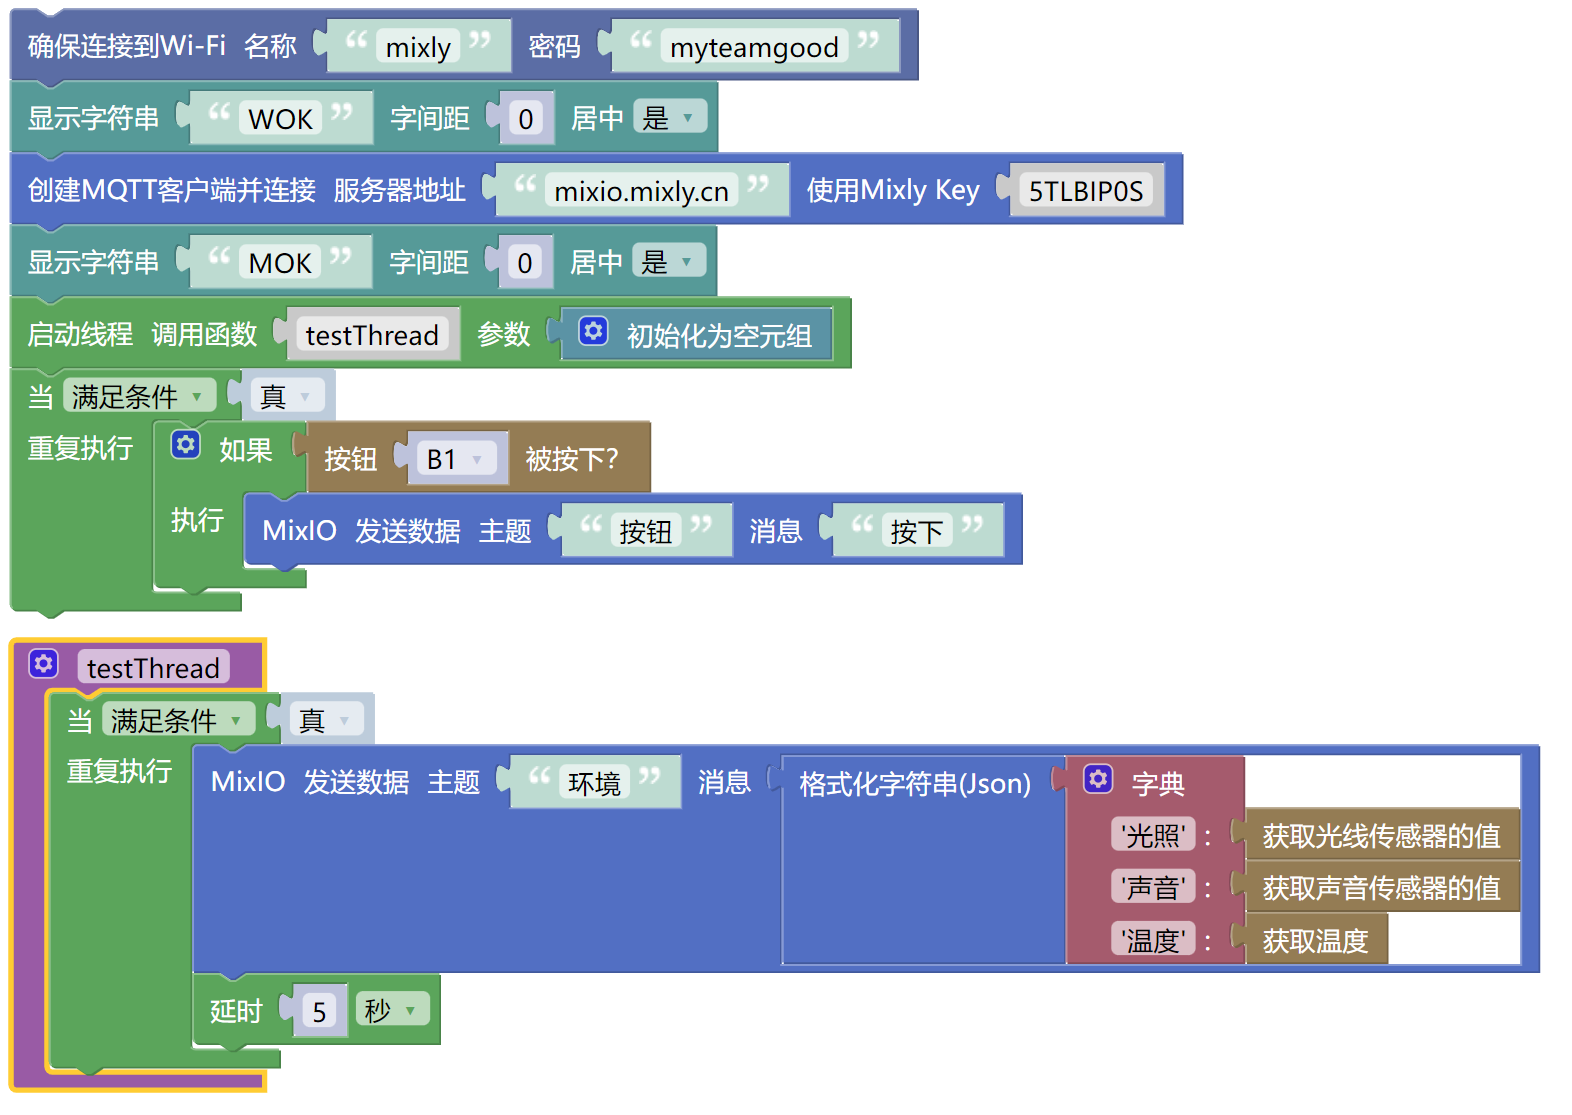 确保连接到Wi-Fi 名称 “ mixly ” 密码 “ myteamgood ”
显示字符串 “ WOK ” 字间距 0 居中 是
创建MQTT客户端并连接 服务器地址 “ mixio.mixly.cn ” 使用Mixly Key 5TLBIP0S
显示字符串 “ MOK ” 字间距 0 居中 是
启动线程 调用函数 testThread 参数 初始化为空元组
当 满足条件 真
重复执行 如果 按钮 B1 被按下?
执行 MixIO 发送数据 主题 “ 按钮 ” 消息 “ 按下 ”
testThread
当 满足条件 真
重复执行 MixIO 发送数据 主题 “ 环境 ” 消息 格式化字符串(Json) 字典
'光照' : 获取光线传感器的值
'声音' : 获取声音传感器的值
'温度' : 获取温度
延时 5 秒